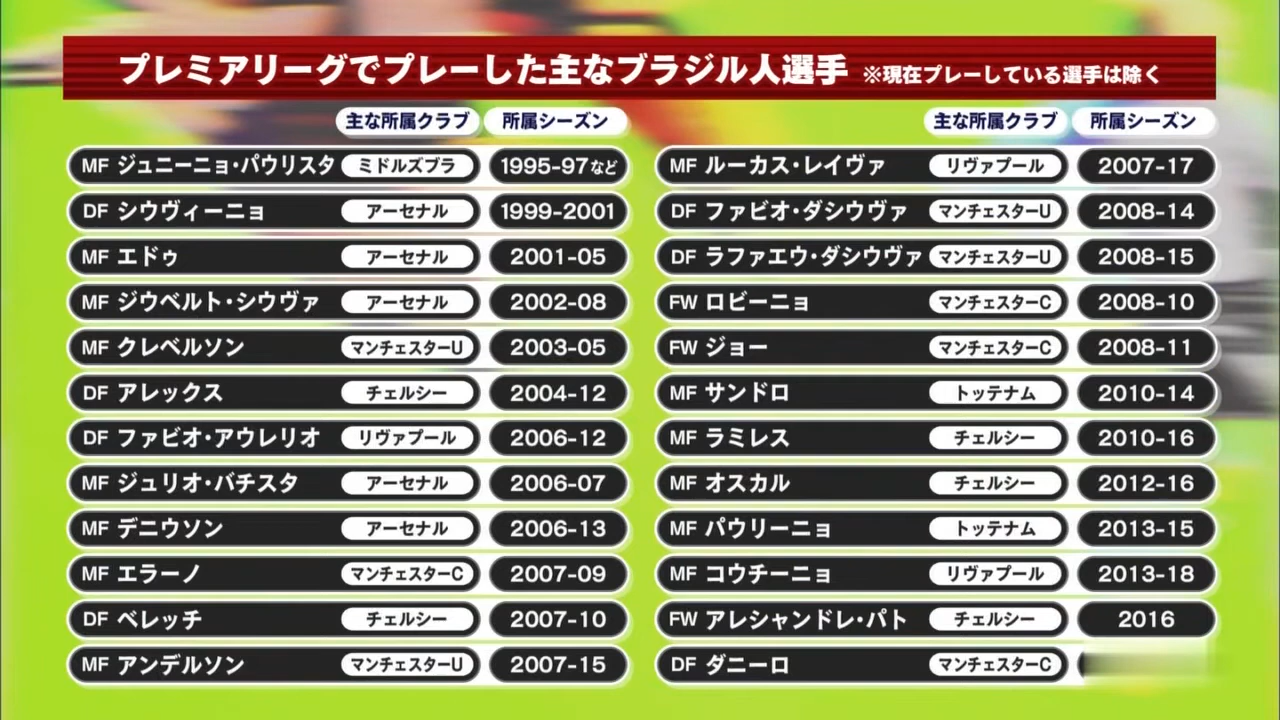 プレミアリーグでプレーした主なブラジル人選手 ※現在プレーしている選手は除く
主な所属クラブ 所属シーズン
MF ジュニーニョ・パウリスタ ミドルズブラ 1995-97など
DF シウヴィーニョ アーセナル 1999-2001
MF エドゥ アーセナル 2001-05
MF ジウベルト・シウヴァ アーセナル 2002-08
MF クレベルソン マンチェスターU 2003-05
DF アレックス チェルシー 2004-12
DF ファビオ・アウレリオ リヴァプール 2006-12
MF ジュリオ・バチスタ アーセナル 2006-07
MF デニウソン アーセナル 2006-13
MF エラーノ マンチェスターC 2007-09
DF ベレッチ チェルシー 2007-10
MF アンデルソン マンチェスターU 2007-15
主な所属クラブ 所属シーズン
MF ルーカス・レイヴァ リヴァプール 2007-17
DF ファビオ・ダシウヴァ マンチェスターU 2008-14
DF ラファエウ・ダシウヴァ マンチェスターU 2008-15
FW ロビーニョ マンチェスターC 2008-10
FW ジョー マンチェスターC 2008-11
MF サンドロ トッテナム 2010-14
MF ラミレス チェルシー 2010-16
MF オスカル チェルシー 2012-16
MF パウリーニョ トッテナム 2013-15
MF コウチーニョ リヴァプール 2013-18
FW アレシャンドレ・パト チェルシー 2016
DF ダニーロ マンチェスターC